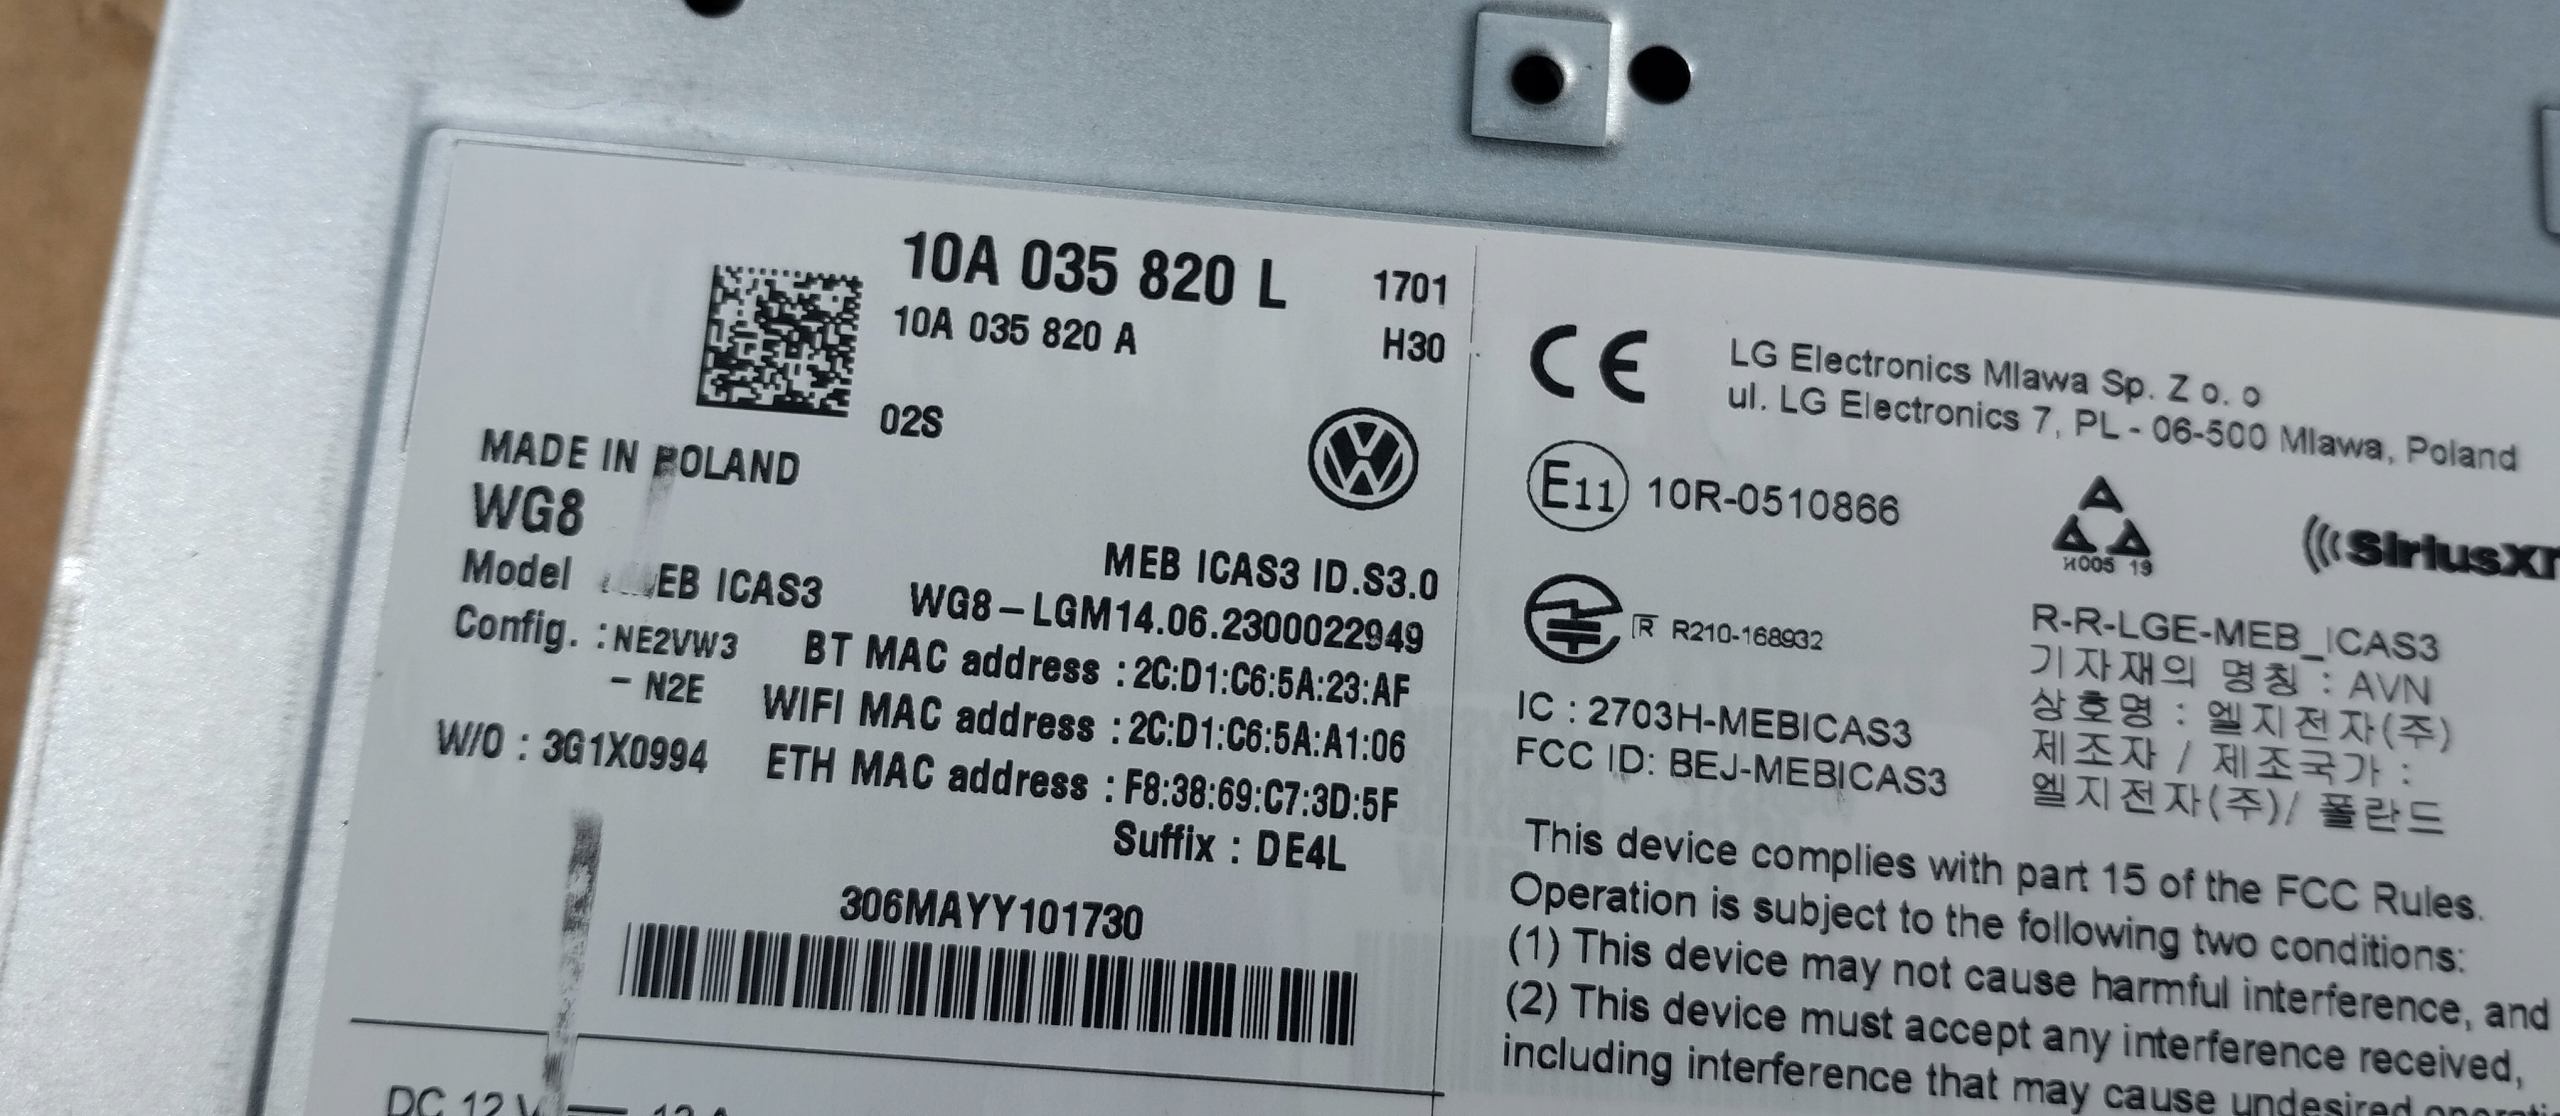 10A 035 820 L 1701
10A 035 820 A H30
02S
MADE IN POLAND
WG8
MEB ICAS3 ID.S3.0
Model EB ICAS3 WG8-LGM14.06.2300022949
Config. : NE2VW3 BT MAC address : 2C:D1:C6:5A:23:AF
- N2E WIFI MAC address : 2C:D1:C6:5A:A1:06
W/O : 3G1X0994 ETH MAC address : F8:38:69:C7:3D:5F
Suffix : DE4L
306MAYY101730
DC 12 V
CE
LG Electronics Mlawa Sp. Z o. o
ul. LG Electronics 7, PL - 06-500 Mlawa, Poland
E11 10R-0510866
H005 19
R R210-168932
IC : 2703H-MEBICAS3
FCC ID: BEJ-MEBICAS3
R-R-LGE-MEB_ICAS3
기자재의 명칭 : AVN
상호명 : 엘지전자(주)
제조자 / 제조국가 :
엘지전자(주)/ 폴란드
This device complies with part 15 of the FCC Rules.
Operation is subject to the following two conditions:
(1) This device may not cause harmful interference, and
(2) This device must accept any interference received,
including interference that may cause undesired